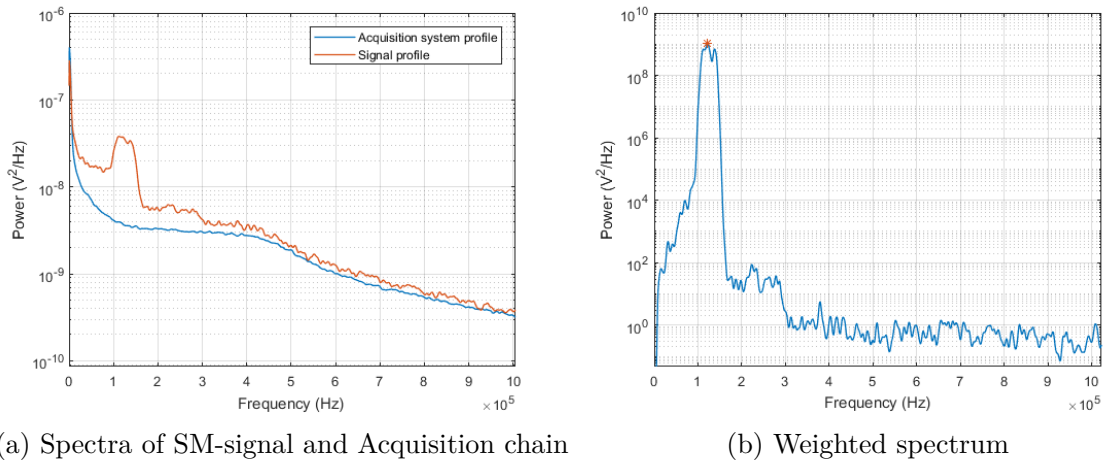 10^-6
10^-7
10^-8
10^-9
10^-10
Power (V^2/Hz)
Acquisition system profile
Signal profile
0 1 2 3 4 5 6 7 8 9 10
Frequency (Hz)
×10^5
10^10
10^8
10^6
10^4
10^2
10^0
Power (V^2/Hz)
0 1 2 3 4 5 6 7 8 9 10
Frequency (Hz)
×10^5
(a) Spectra of SM-signal and Acquisition chain
(b) Weighted spectrum